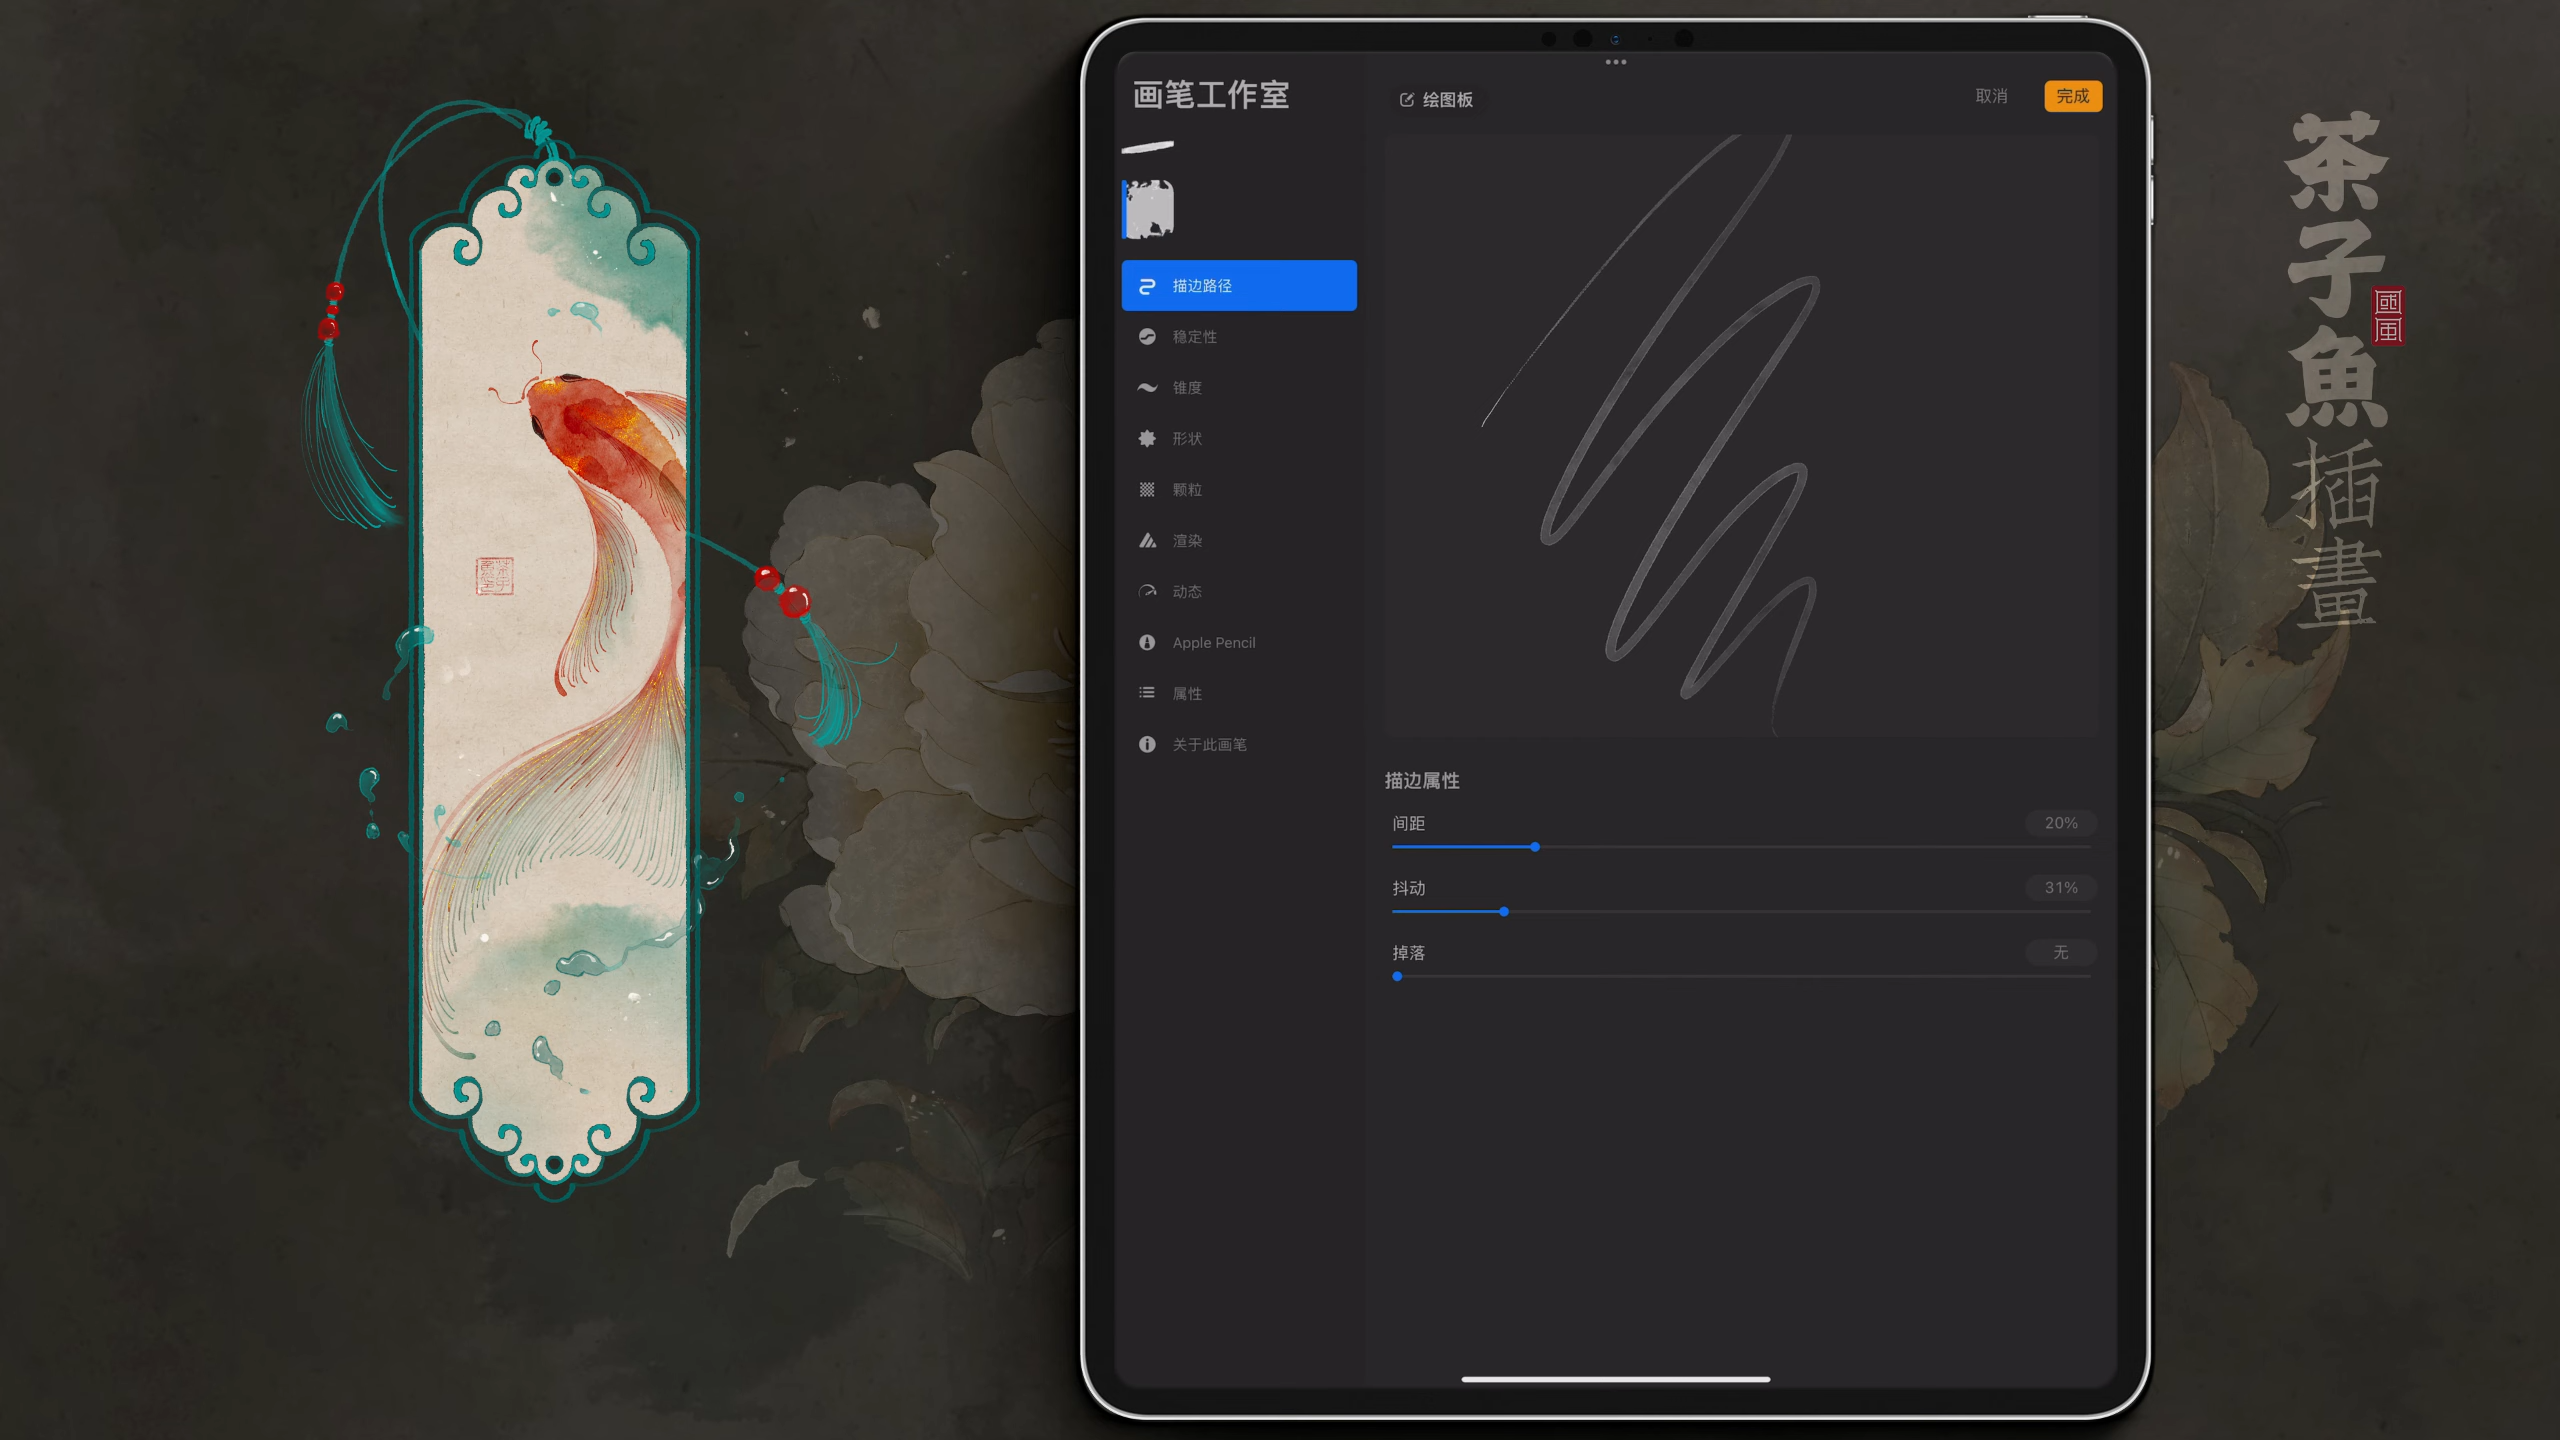 画笔工作室
绘图板
取消
完成
描边路径
稳定性
锥度
形状
颗粒
渲染
动态
Apple Pencil
属性
关于此画笔
描边属性
间距
20%
抖动
31%
掉落
无
茶子魚插畫
國風